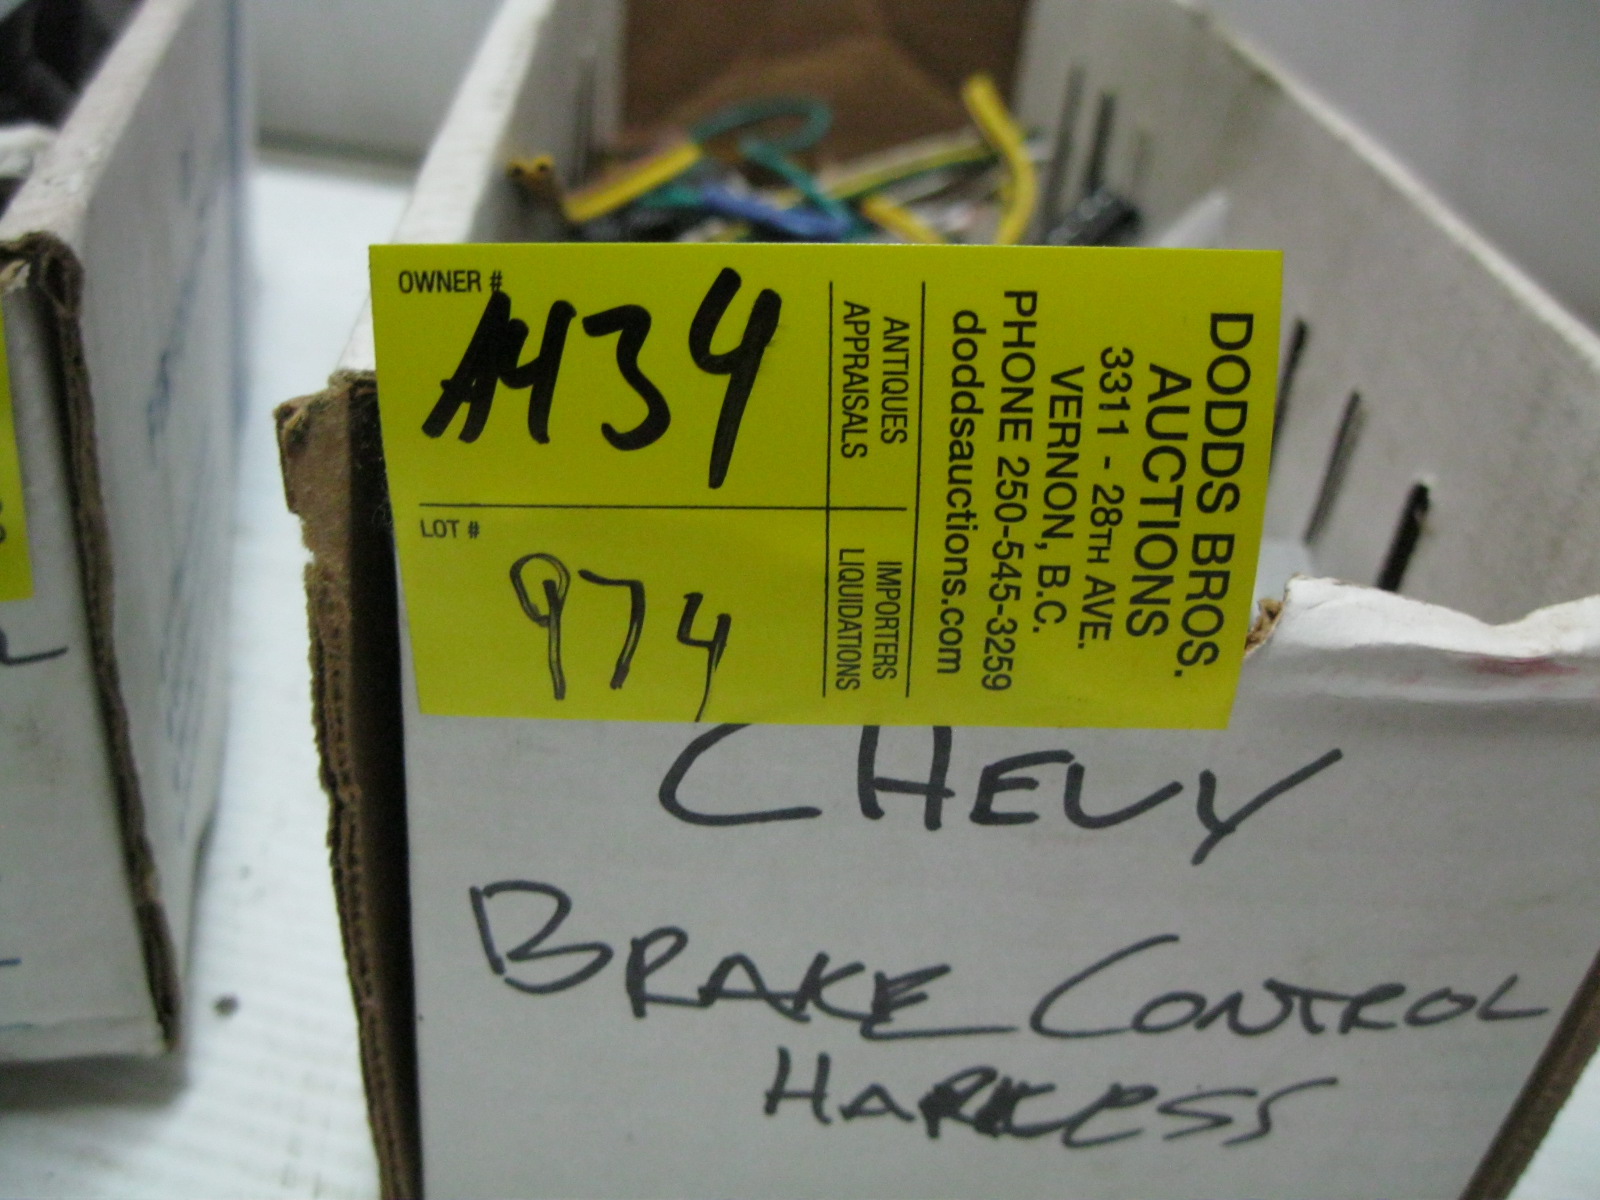 OWNER #
A434
LOT #
974
ANTIQUES
APPRAISALS
IMPORTERS
LIQUIDATIONS
DODDS BROS.
AUCTIONS
3311 - 28TH AVE.
VERNON, B.C.
PHONE 250-545-3259
doddsauctions.com
CHEVY
BRAKE CONTROL
HARNESS